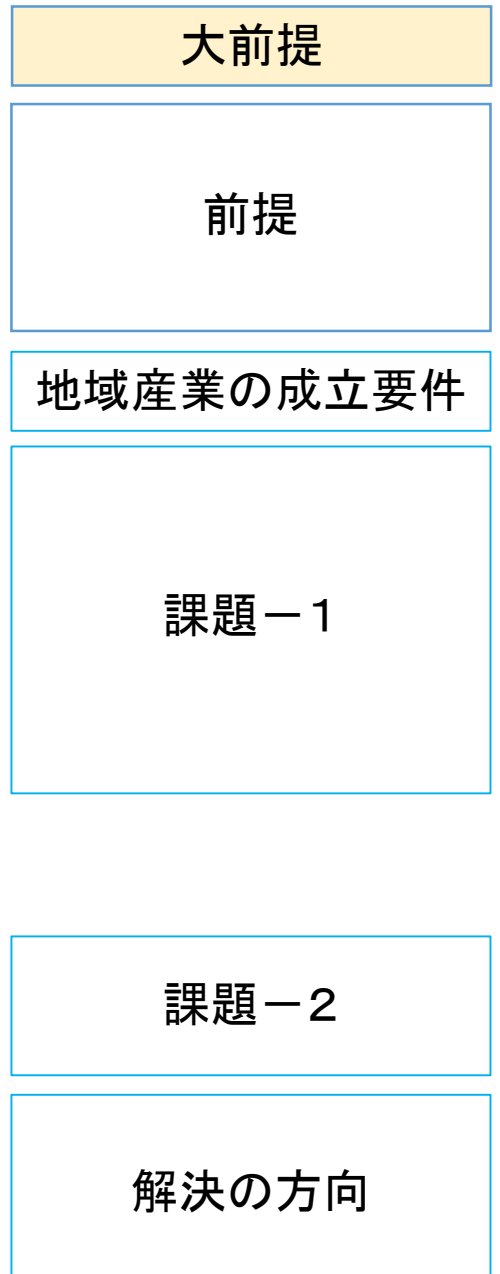 大前提
前提
地域産業の成立要件
課題－１
課題－２
解決の方向